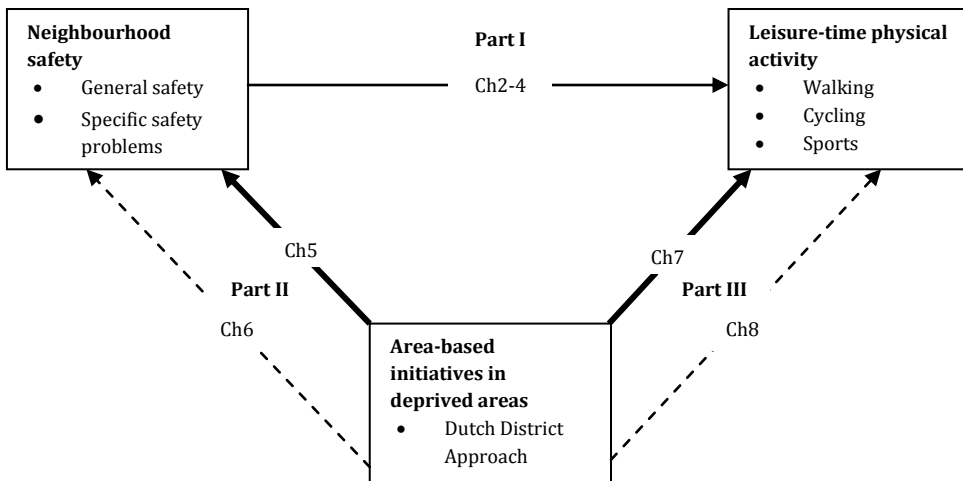 Neighbourhood
safety
• General safety
• Specific safety
problems
Part I
Ch2-4
Leisure-time physical
activity
• Walking
• Cycling
• Sports
Ch5
Part II
Ch6
Ch7
Part III
Ch8
Area-based
initiatives in
deprived areas
• Dutch District
Approach